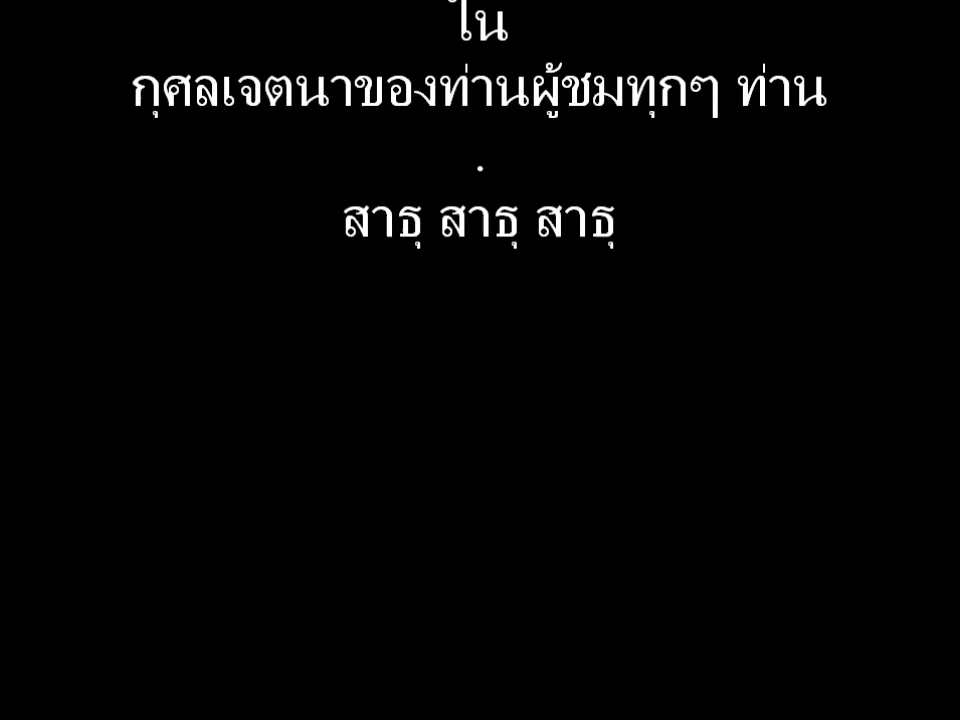 ใน
กุศลเจตนาของท่านผู้ชมทุกๆ ท่าน
.
สาธุ สาธุ สาธุ